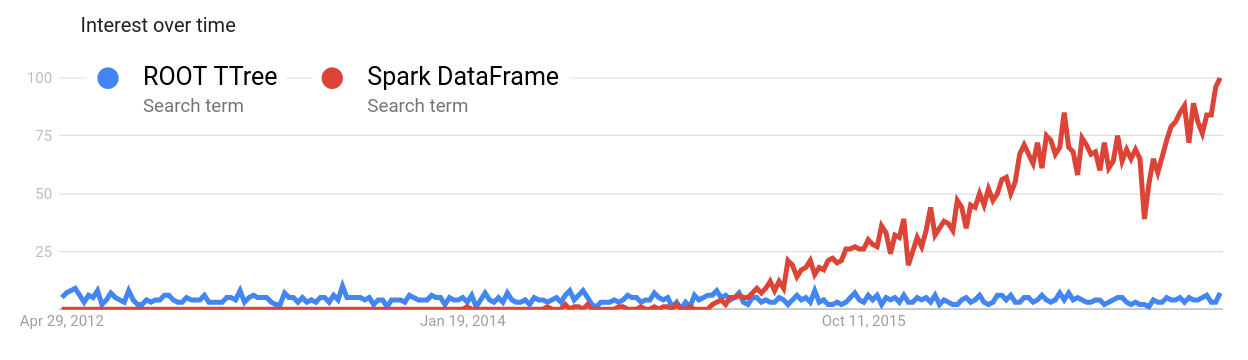 Interest over time
100
ROOT TTree
Search term
Spark DataFrame
Search term
75
50
25
Apr 29, 2012
Jan 19, 2014
Oct 11, 2015